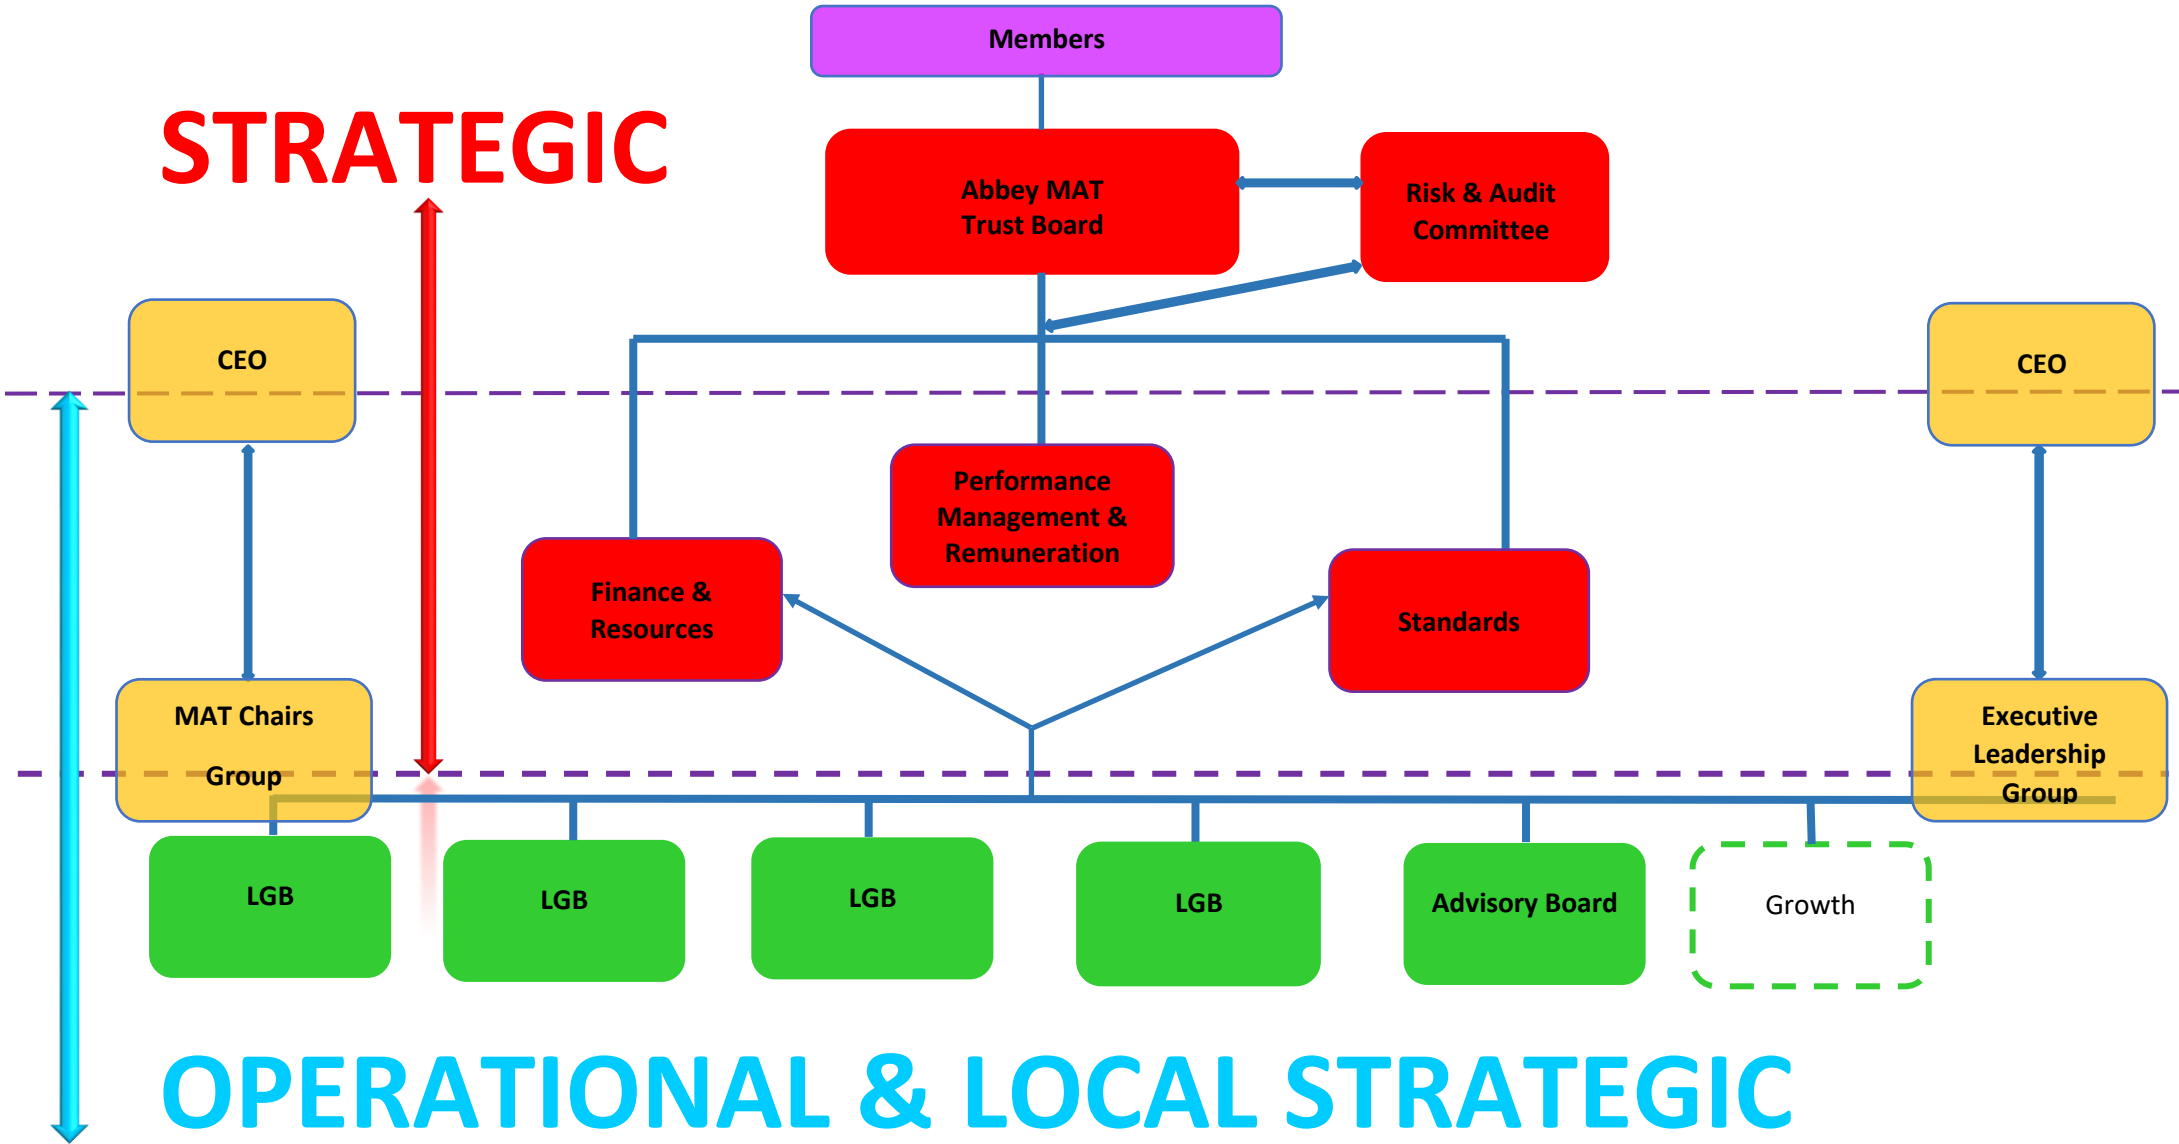 Members
STRATEGIC
Abbey MAT
Trust Board
Risk & Audit
Committee
CEO
CEO
Performance
Management &
Remuneration
Finance &
Resources
Standards
MAT Chairs
Group
Executive
Leadership
Group
LGB
LGB
LGB
LGB
Advisory Board
Growth
OPERATIONAL & LOCAL STRATEGIC